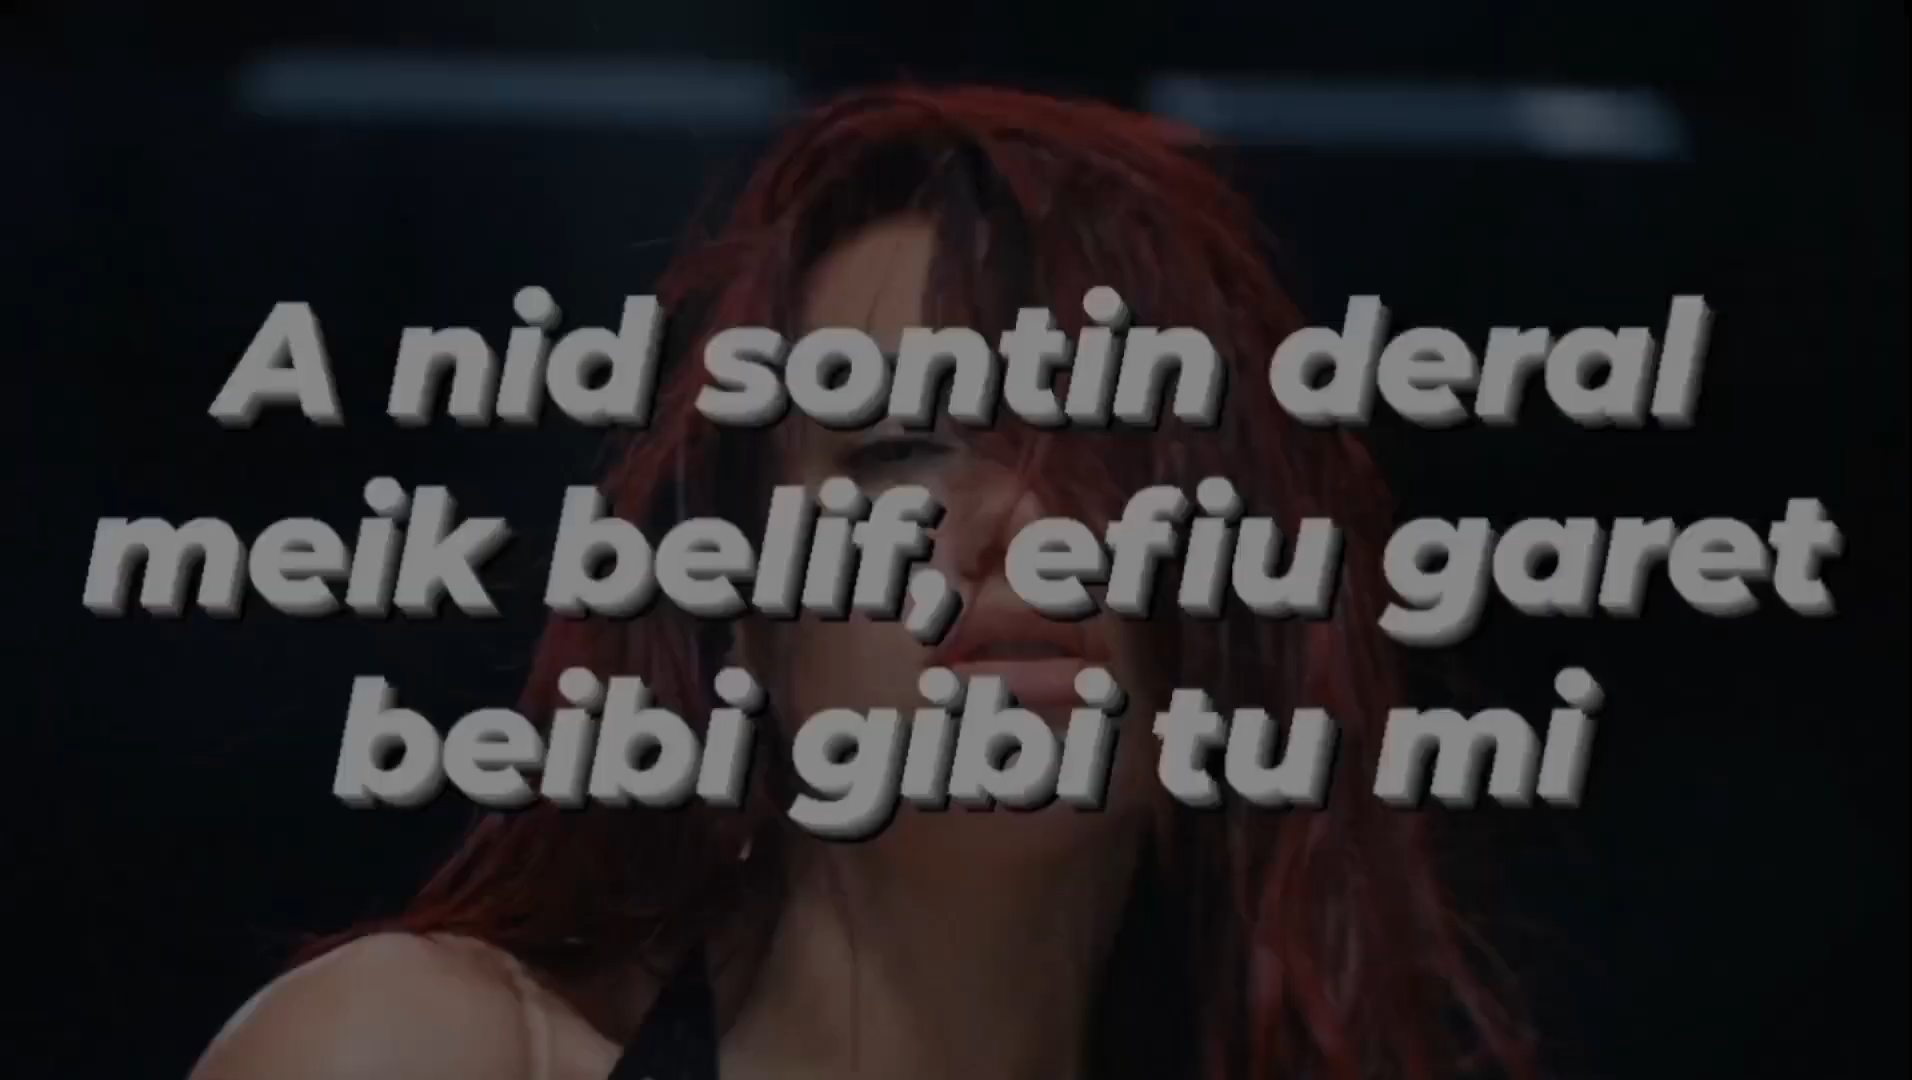 A nid sontin deral
meik belif, efiu garet
beibi gibi tu mi